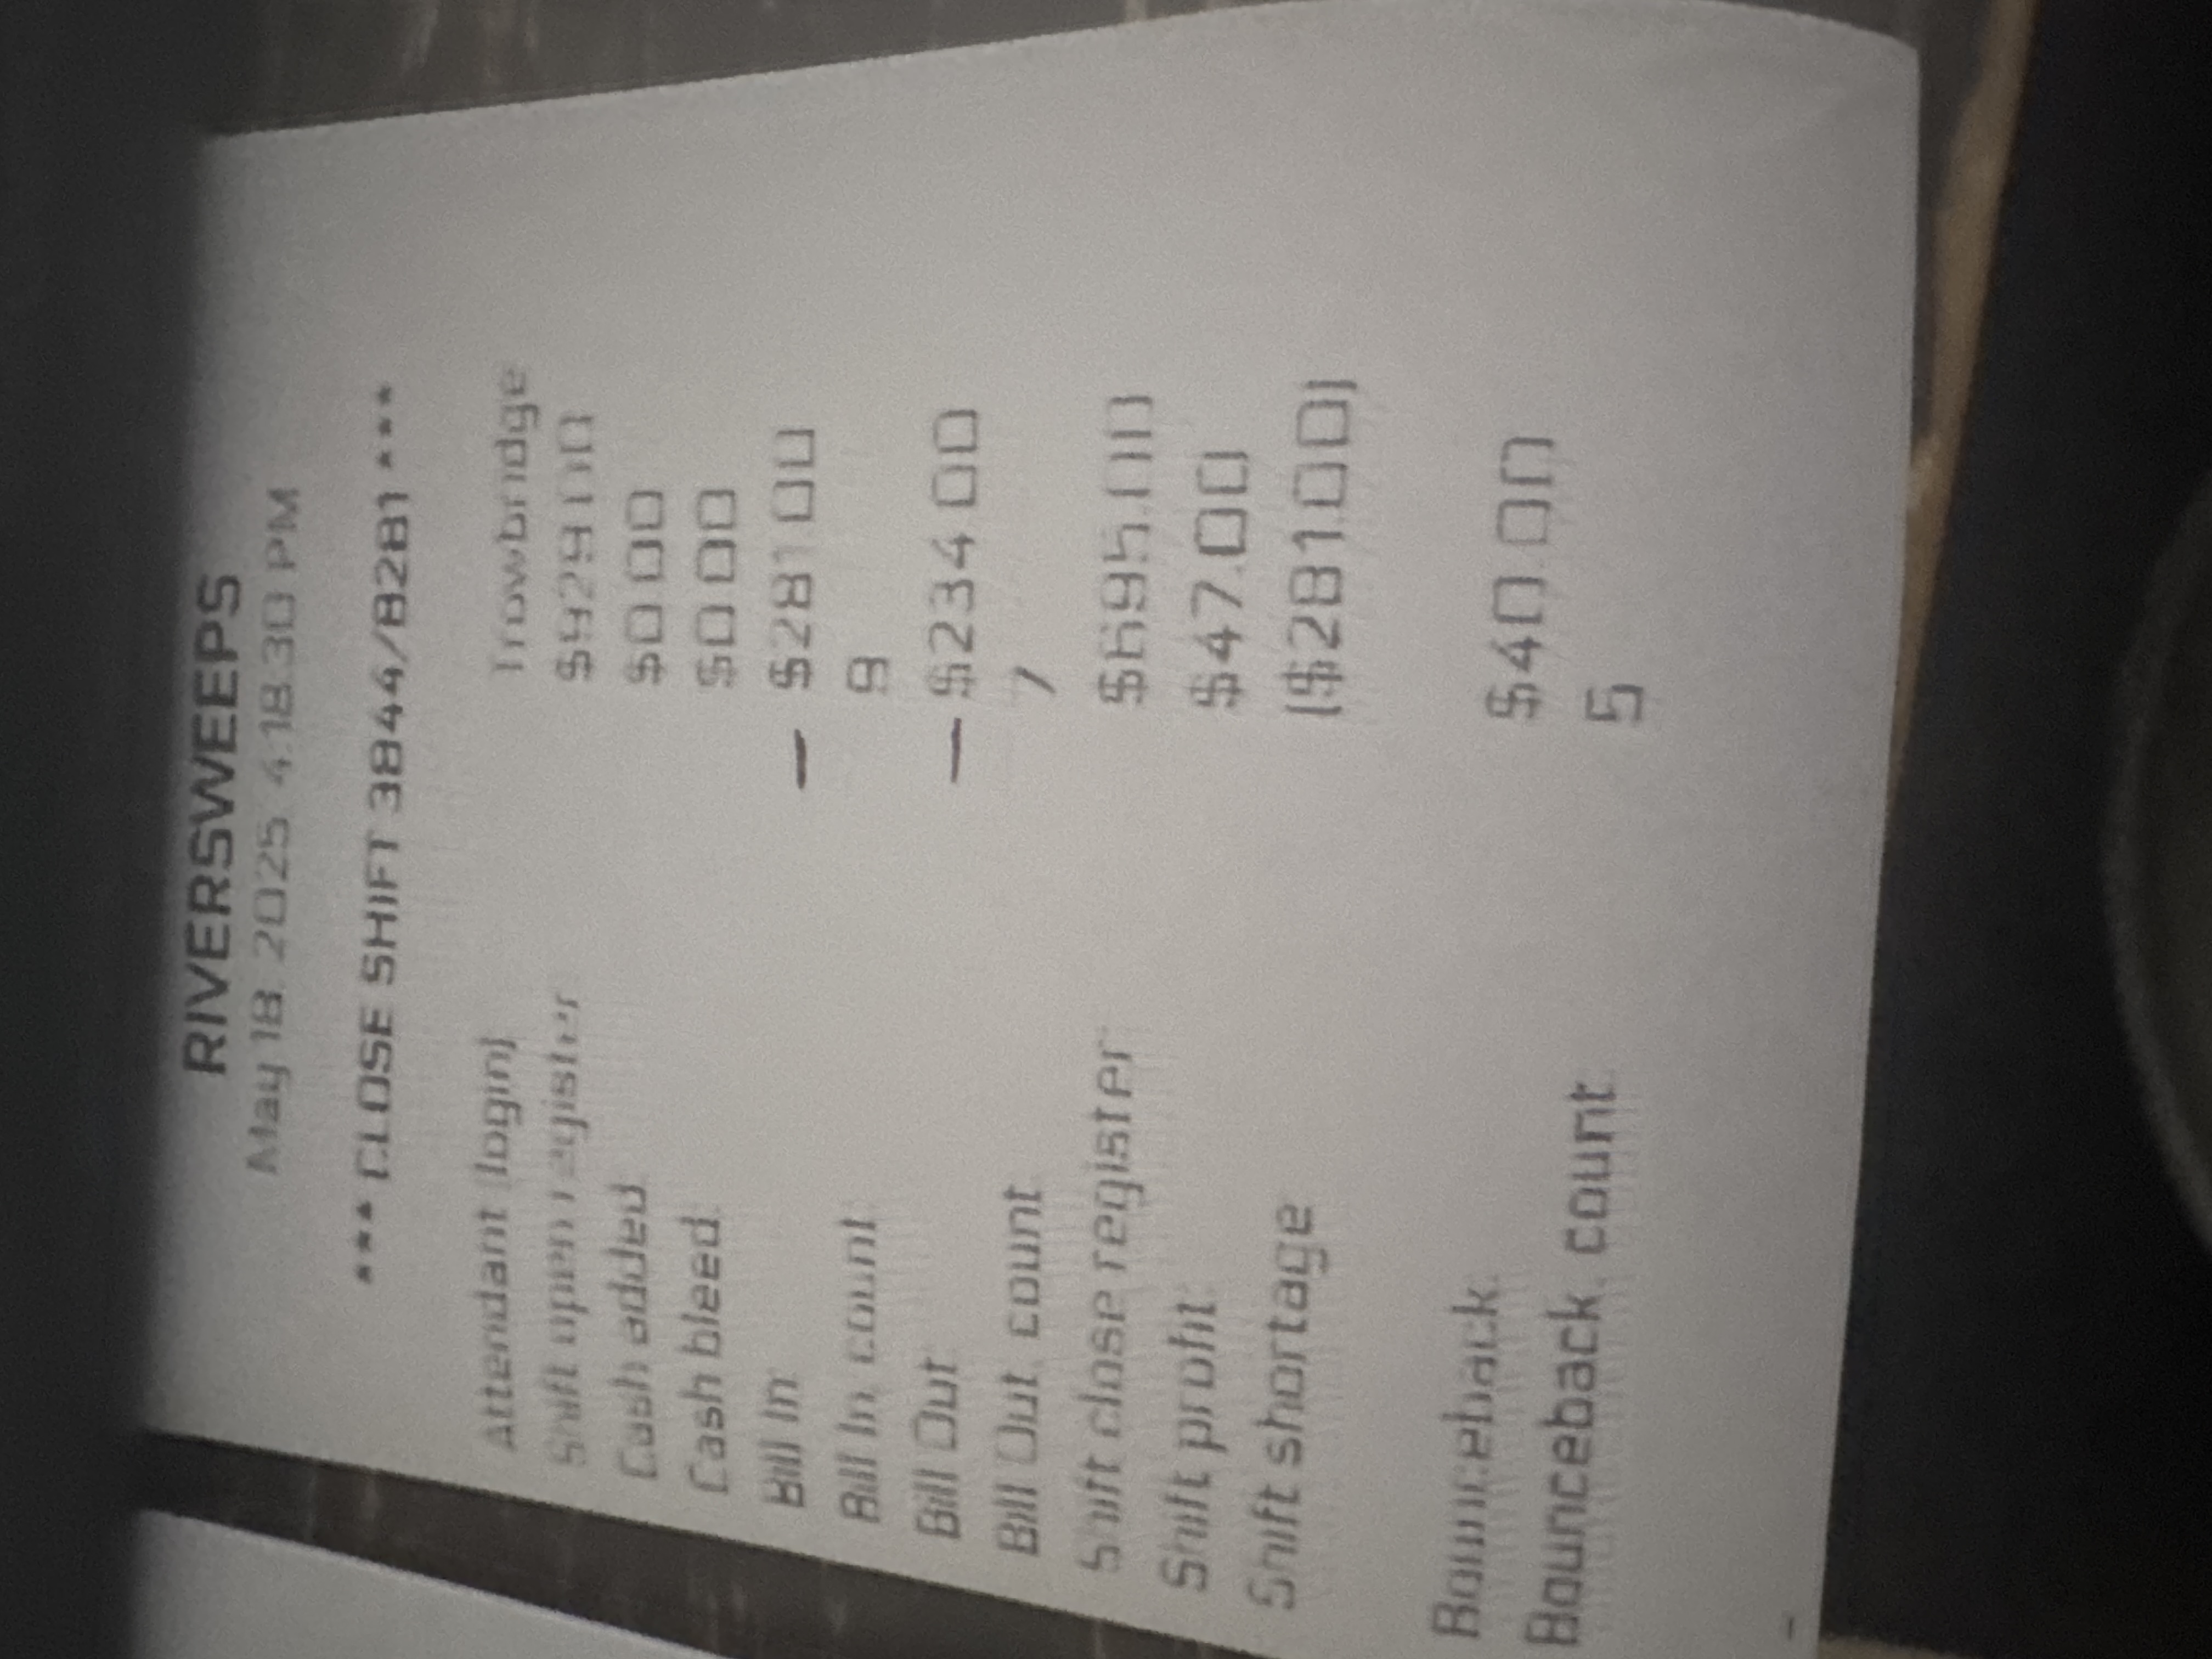 RIVERSWEEPS
May 18, 2025, 4:18:30 PM
*** CLOSE SHIFT 3844/8281 ***
Attendant (login) Trowbridge
Shift open register $929.00
Cash added: $0.00
Cash bleed: $0.00
Bill In: $281.00
Bill In, count: 9
Bill Out: $234.00
Bill Out, count: 7
Shift close register: $695.00
Shift profit: $47.00
Shift shortage ($281.00)
Bounceback: $40.00
Bounceback, count: 5